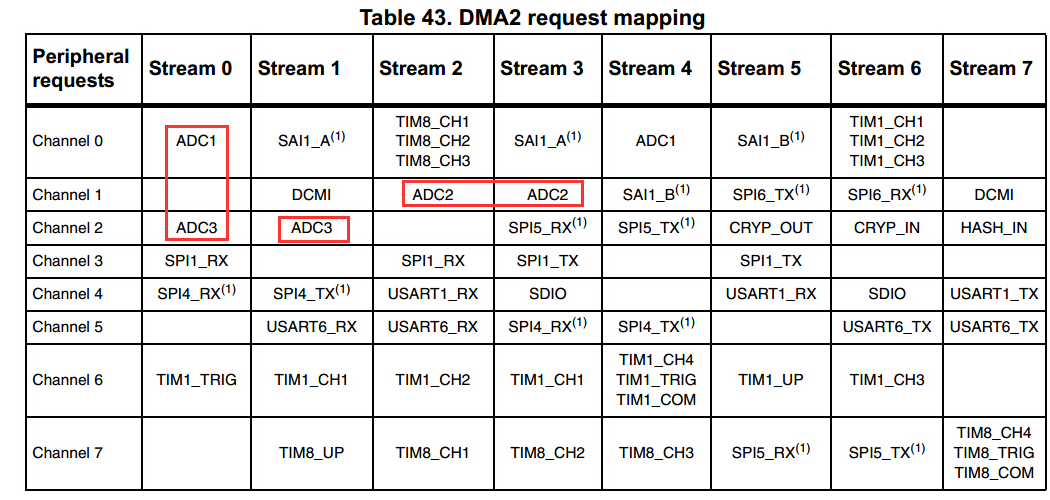 Table 43. DMA2 request mapping
Peripheral requests Stream 0 Stream 1 Stream 2 Stream 3 Stream 4 Stream 5 Stream 6 Stream 7
Channel 0 ADC1 SAI1_A(1) TIM8_CH1 TIM8_CH2 TIM8_CH3 SAI1_A(1) ADC1 SAI1_B(1) TIM1_CH1 TIM1_CH2 TIM1_CH3
Channel 1 DCMI ADC2 ADC2 SAI1_B(1) SPI6_TX(1) SPI6_RX(1) DCMI
Channel 2 ADC3 ADC3 SPI5_RX(1) SPI5_TX(1) CRYP_OUT CRYP_IN HASH_IN
Channel 3 SPI1_RX SPI1_RX SPI1_TX SPI1_TX
Channel 4 SPI4_RX(1) SPI4_TX(1) USART1_RX SDIO USART1_RX SDIO USART1_TX
Channel 5 USART6_RX USART6_RX SPI4_RX(1) SPI4_TX(1) USART6_TX USART6_TX
Channel 6 TIM1_TRIG TIM1_CH1 TIM1_CH2 TIM1_CH1 TIM1_CH4 TIM1_TRIG TIM1_COM TIM1_UP TIM1_CH3
Channel 7 TIM8_UP TIM8_CH1 TIM8_CH2 TIM8_CH3 SPI5_RX(1) SPI5_TX(1) TIM8_CH4 TIM8_TRIG TIM8_COM